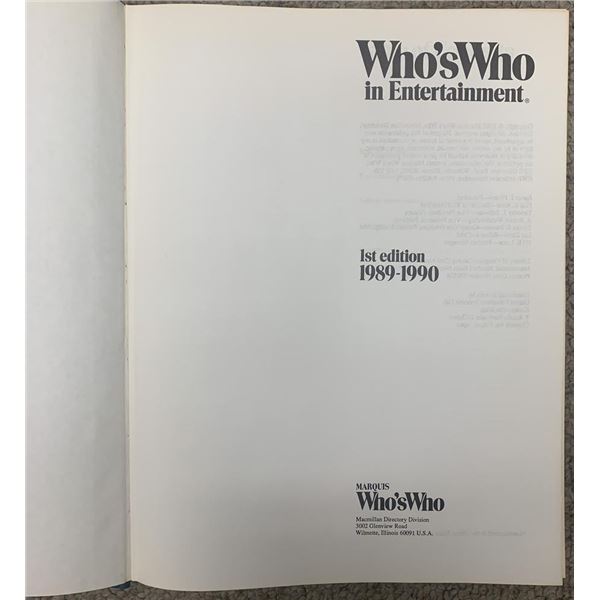 Who'sWho
in Entertainment®
1st edition
1989-1990
MARQUIS
Who'sWho
Macmillan Directory Division
3002 Glenview Road
Wilmette, Illinois 60091 U.S.A.